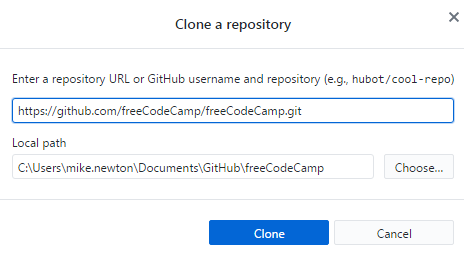 Clone a repository
Enter a repository URL or GitHub username and repository (e.g., hubot/cool-repo)
https://github.com/freeCodeCamp/freeCodeCamp.git
Local path
C:\Users\mike.newton\Documents\GitHub\freeCodeCamp
Choose...
Clone
Cancel